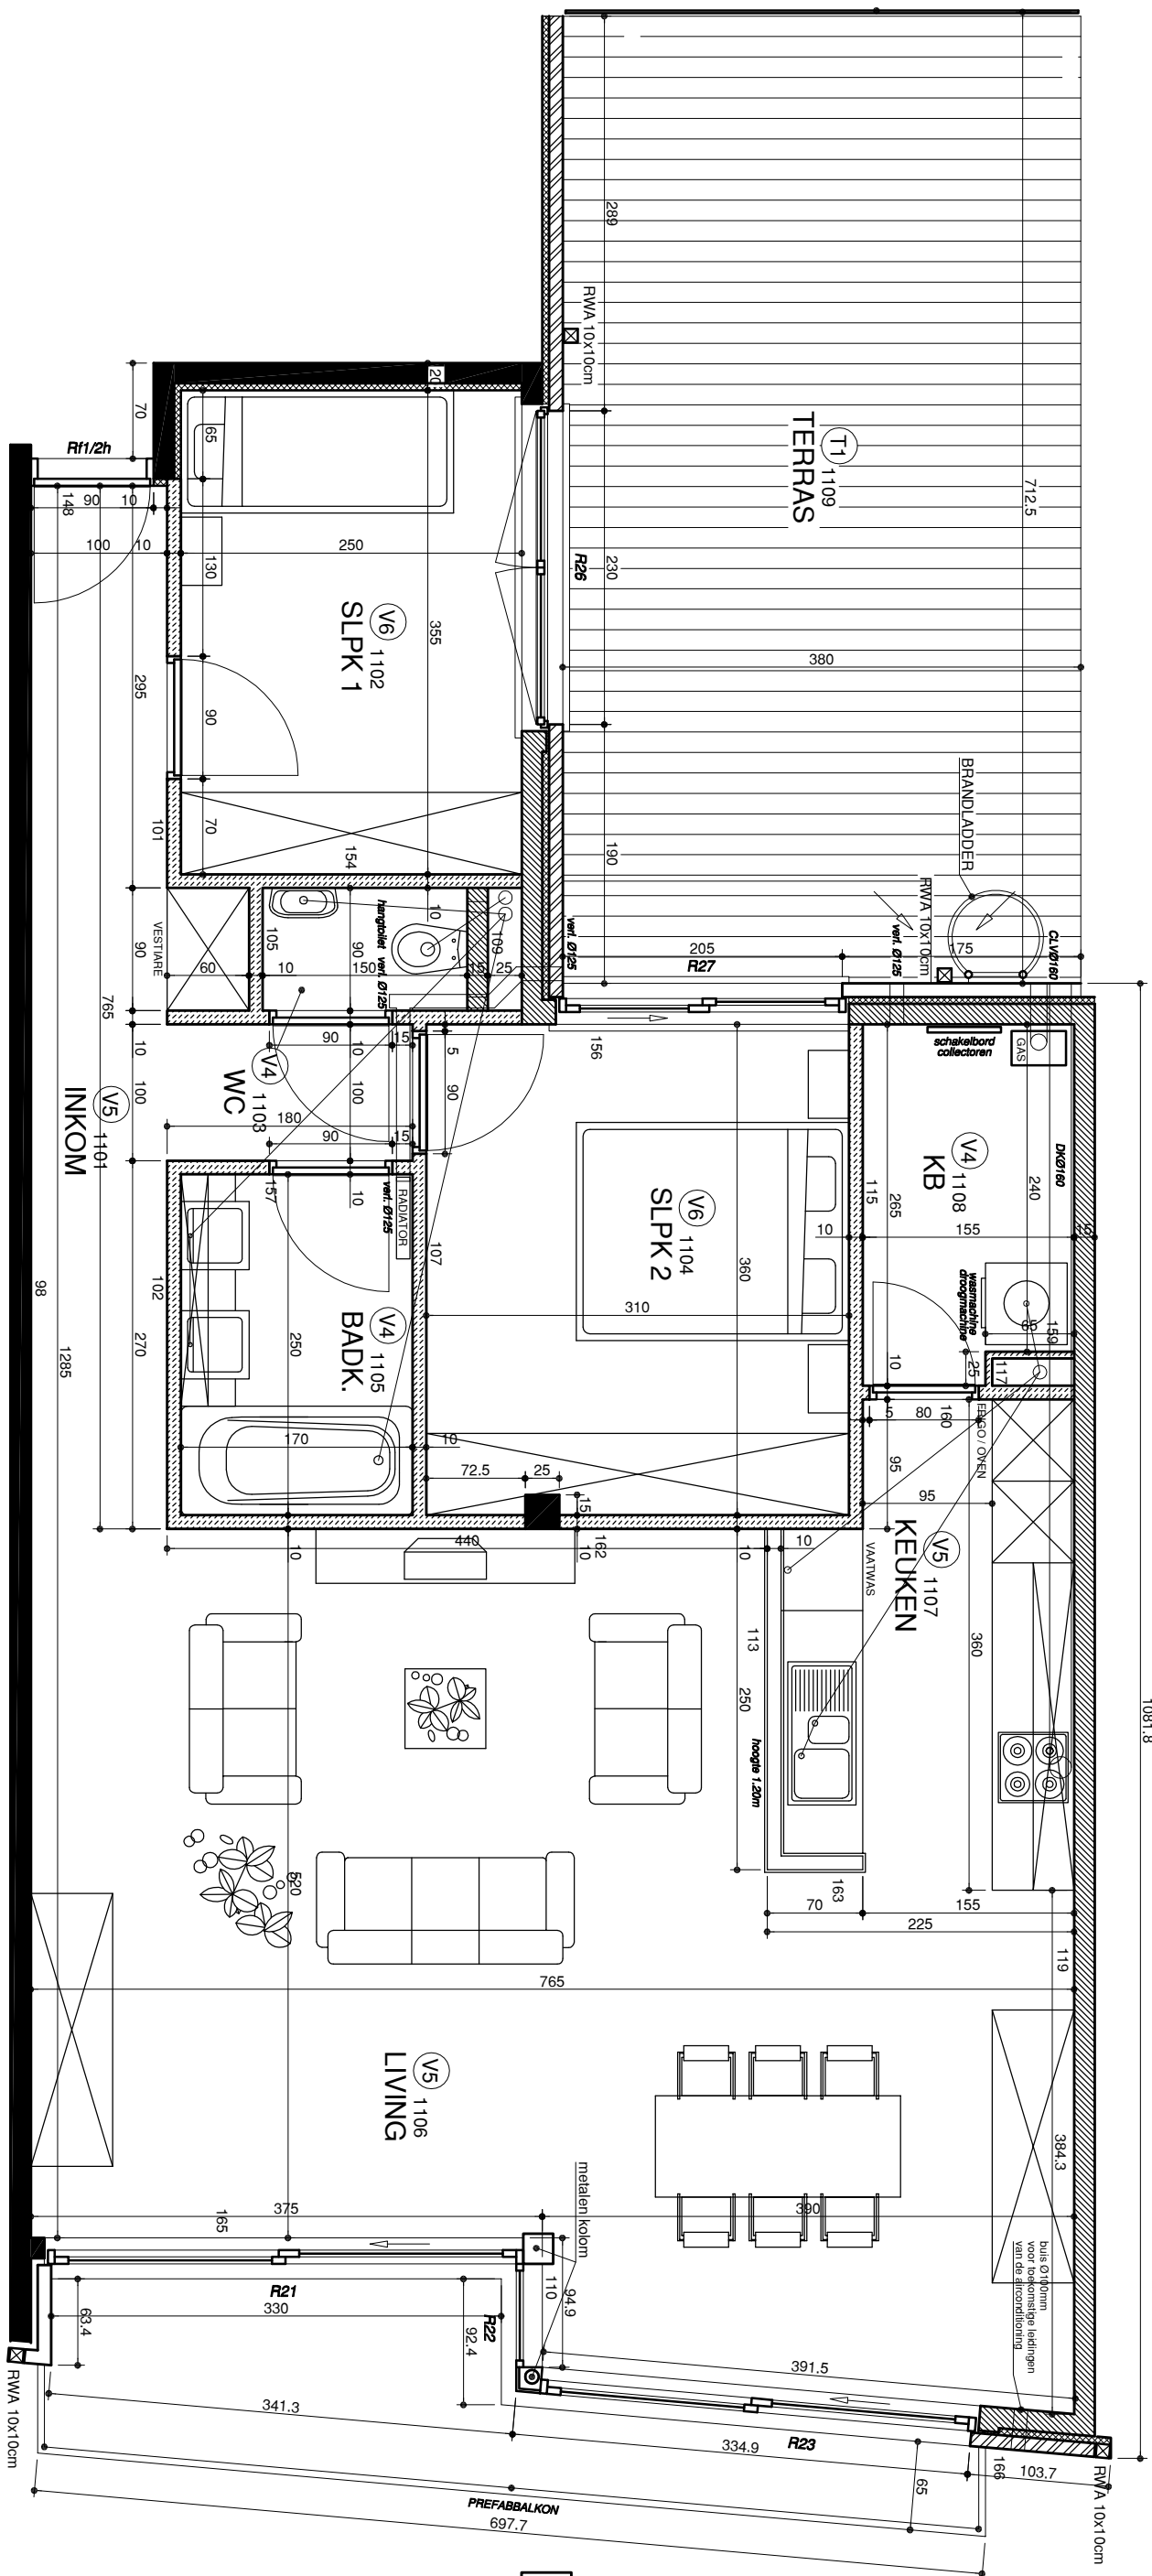 289
RWA 10x10cm
T1
1109
TERRAS
712.5
70
Rf1/2h
20
65
148
90
10
100
10
130
250
V6
1102
SLPK 1
355
R26
230
380
295
90
70
101
154
190
BRANDLADDER
RWA 10x10cm
verl. Ø125
CLVØ160
175
205
R27
verl. Ø125
VESTIARE
90
60
105
10
hangtoilet
verl. Ø125
90
150
10
109
15
25
765
10
100
INKOM
V5
1101
V4
1103
WC
180
90
15
10
100
90
15
5
90
156
schakelbord
collectoren
GAS
DKØ160
240
V4
1108
KB
115
265
155
15
10
wasmachine
droogmachine
65
159
25
117
10
V6
1104
SLPK 2
360
310
107
RADIATOR
verl. Ø125
10
157
V4
1105
BADK.
250
270
102
98
1285
170
10
72.5
25
15
5
80
160
FRIGO / OVEN
95
95
KEUKEN
V5
1107
VAATWAS
360
10
440
10
162
10
10
113
250
hoogte 1.20m
163
70
155
225
119
1081.8
520
765
V5
1106
LIVING
384.3
metalen kolom
375
165
390
buis Ø100mm
voor toekomstige leidingen
van de airconditioning
R21
330
R22
63.4
92.4
110
94.9
391.5
RWA 10x10cm
341.3
334.9
R23
65
166
103.7
RWA 10x10cm
PREFABBALKON
697.7